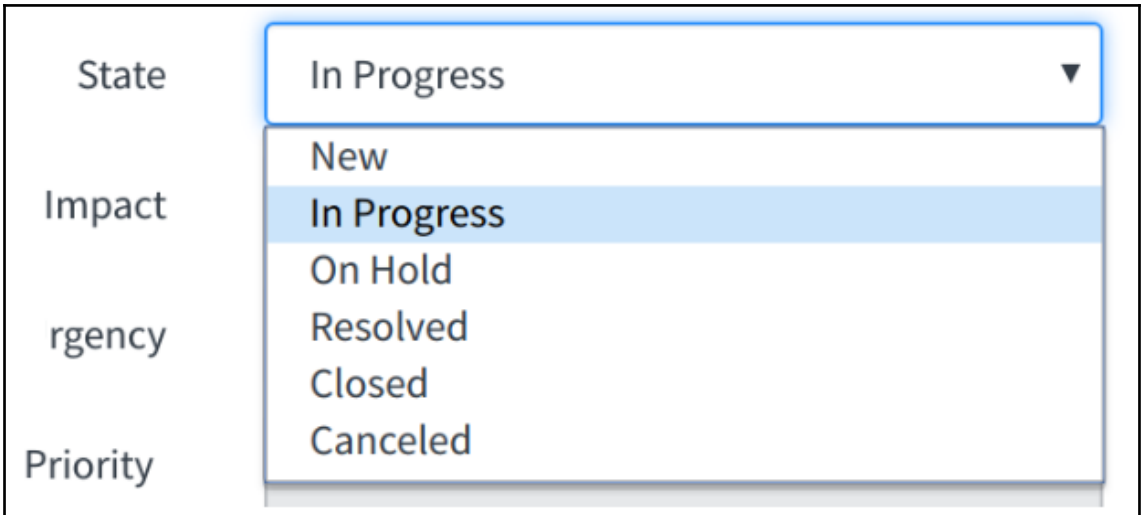 State In Progress ▼
New
Impact In Progress
On Hold
rgency Resolved
Closed
Priority Canceled